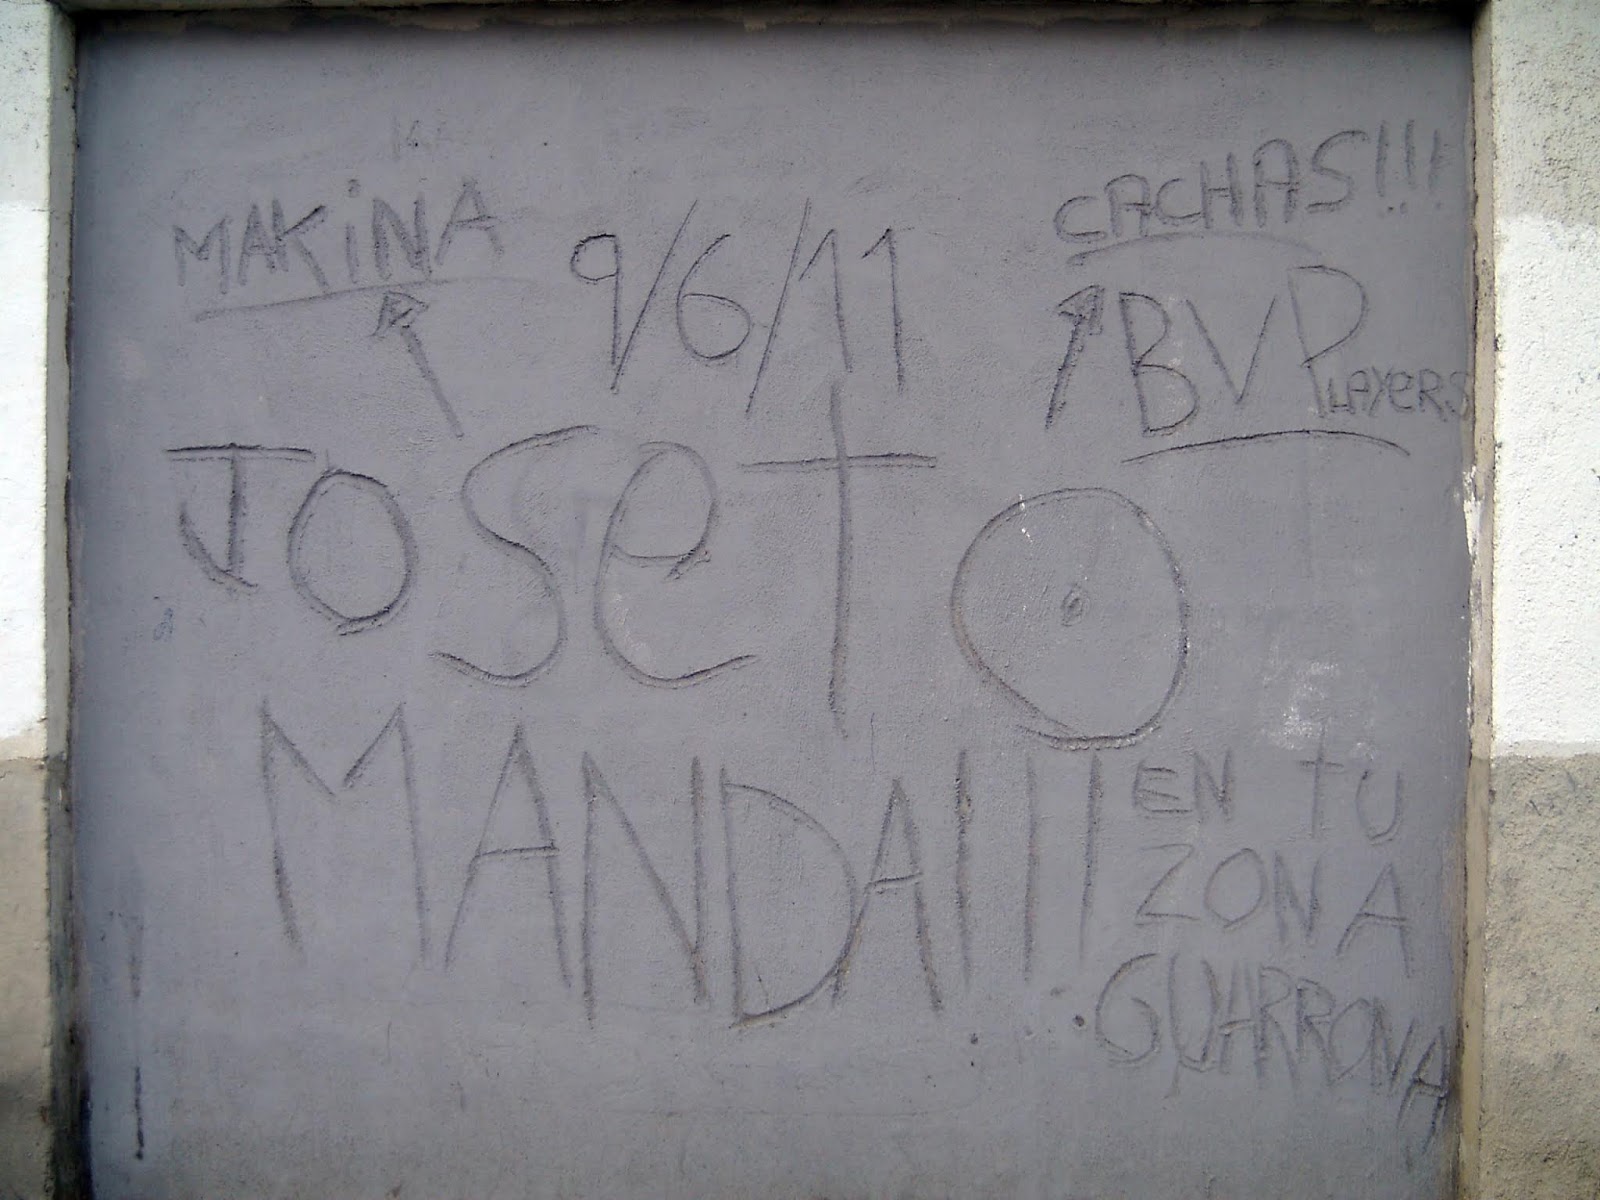 MAKiNA
9/6/11
CACHAS!!!
BVPLAYERS
JOSeTO
MANDA!!!
EN TU
ZONA
GUARRONA